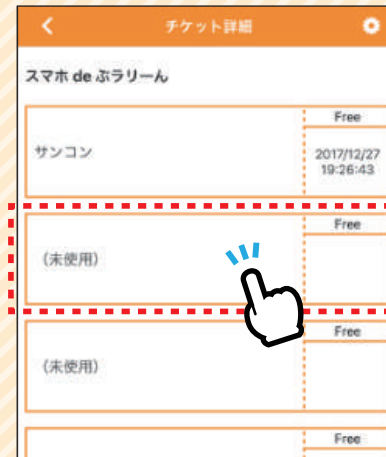 チケット詳細
スマホ de ぶラリーん
Free
サンコン
2017/12/27
19:26:43
Free
(未使用)
Free
(未使用)
Free